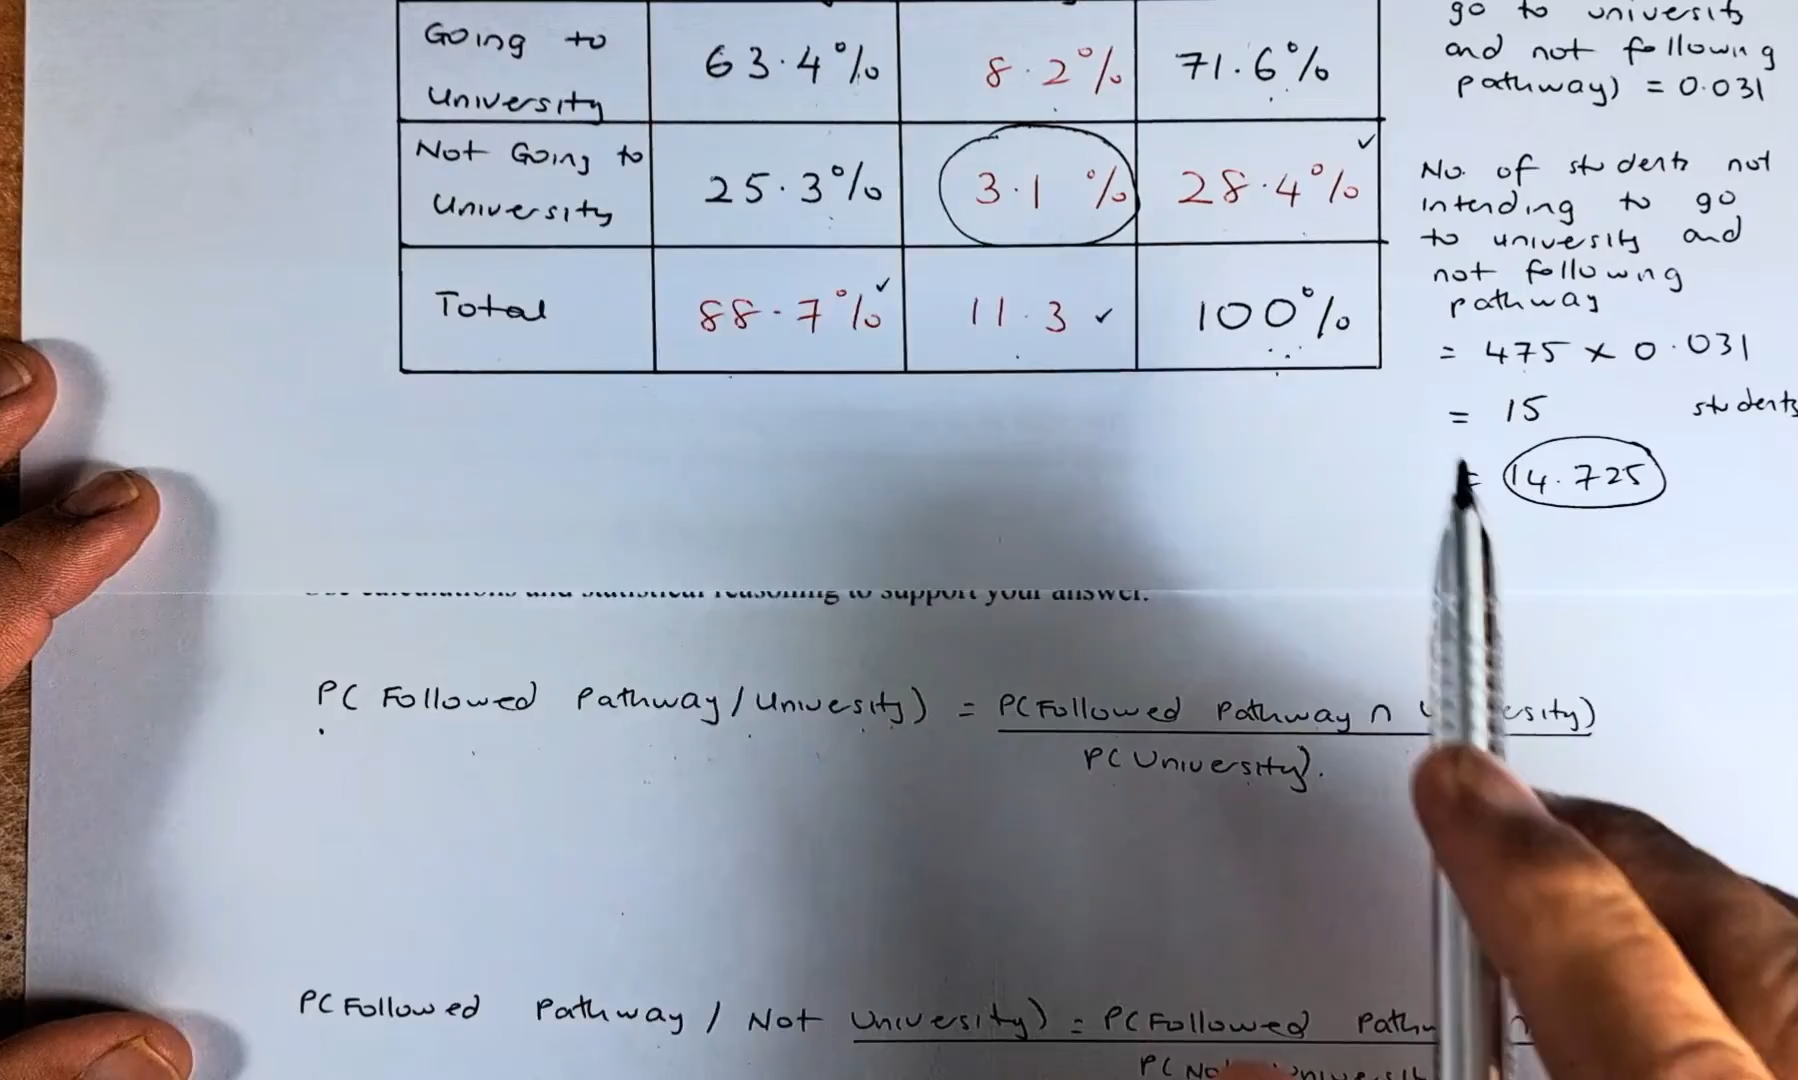 Going to University 63.4% 8.2% 71.6%
Not Going to University 25.3% 3.1 % 28.4% ✓
Total 88.7% ✓ 11.3 ✓ 100%
go to university
and not following
pathway) = 0.031
No. of students not
intending to go
to university and
not following
pathway
= 475 x 0.031
= 15 students
= 14.725
and statistical reasoning to support your answer.
P( Followed Pathway / University) = P(Followed Pathway ∩
P(University).
P(Followed Pathway / Not University) = P(Followed